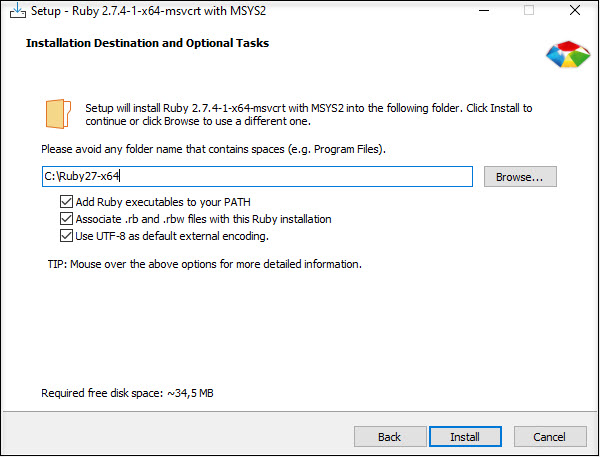 Setup - Ruby 2.7.4-1-x64-msvcrt with MSYS2
Installation Destination and Optional Tasks
Setup will install Ruby 2.7.4-1-x64-msvcrt with MSYS2 into the following folder. Click Install to
continue or click Browse to use a different one.
Please avoid any folder name that contains spaces (e.g. Program Files).
C:\Ruby27-x64
Browse...
Add Ruby executables to your PATH
Associate .rb and .rbw files with this Ruby installation
Use UTF-8 as default external encoding.
TIP: Mouse over the above options for more detailed information.
Required free disk space: ~34,5 MB
Back
Install
Cancel